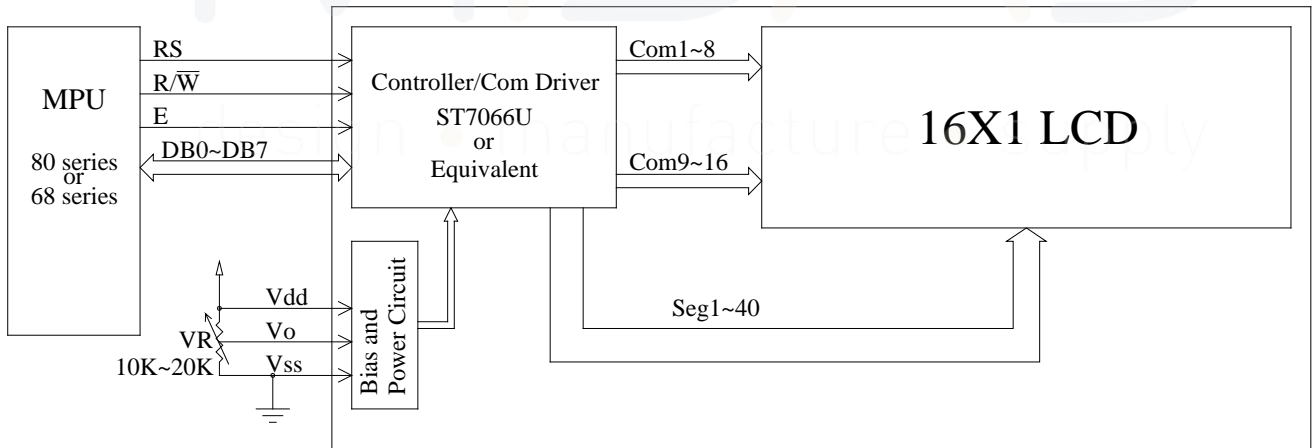 MPU
80 series
or
68 series
RS
R/W̅
E
DB0~DB7
Controller/Com Driver
ST7066U
or
Equivalent
Com1~8
Com9~16
16X1 LCD
design • manufacture • supply
Bias and
Power Circuit
Vdd
Vo
Vss
VR
10K~20K
Seg1~40